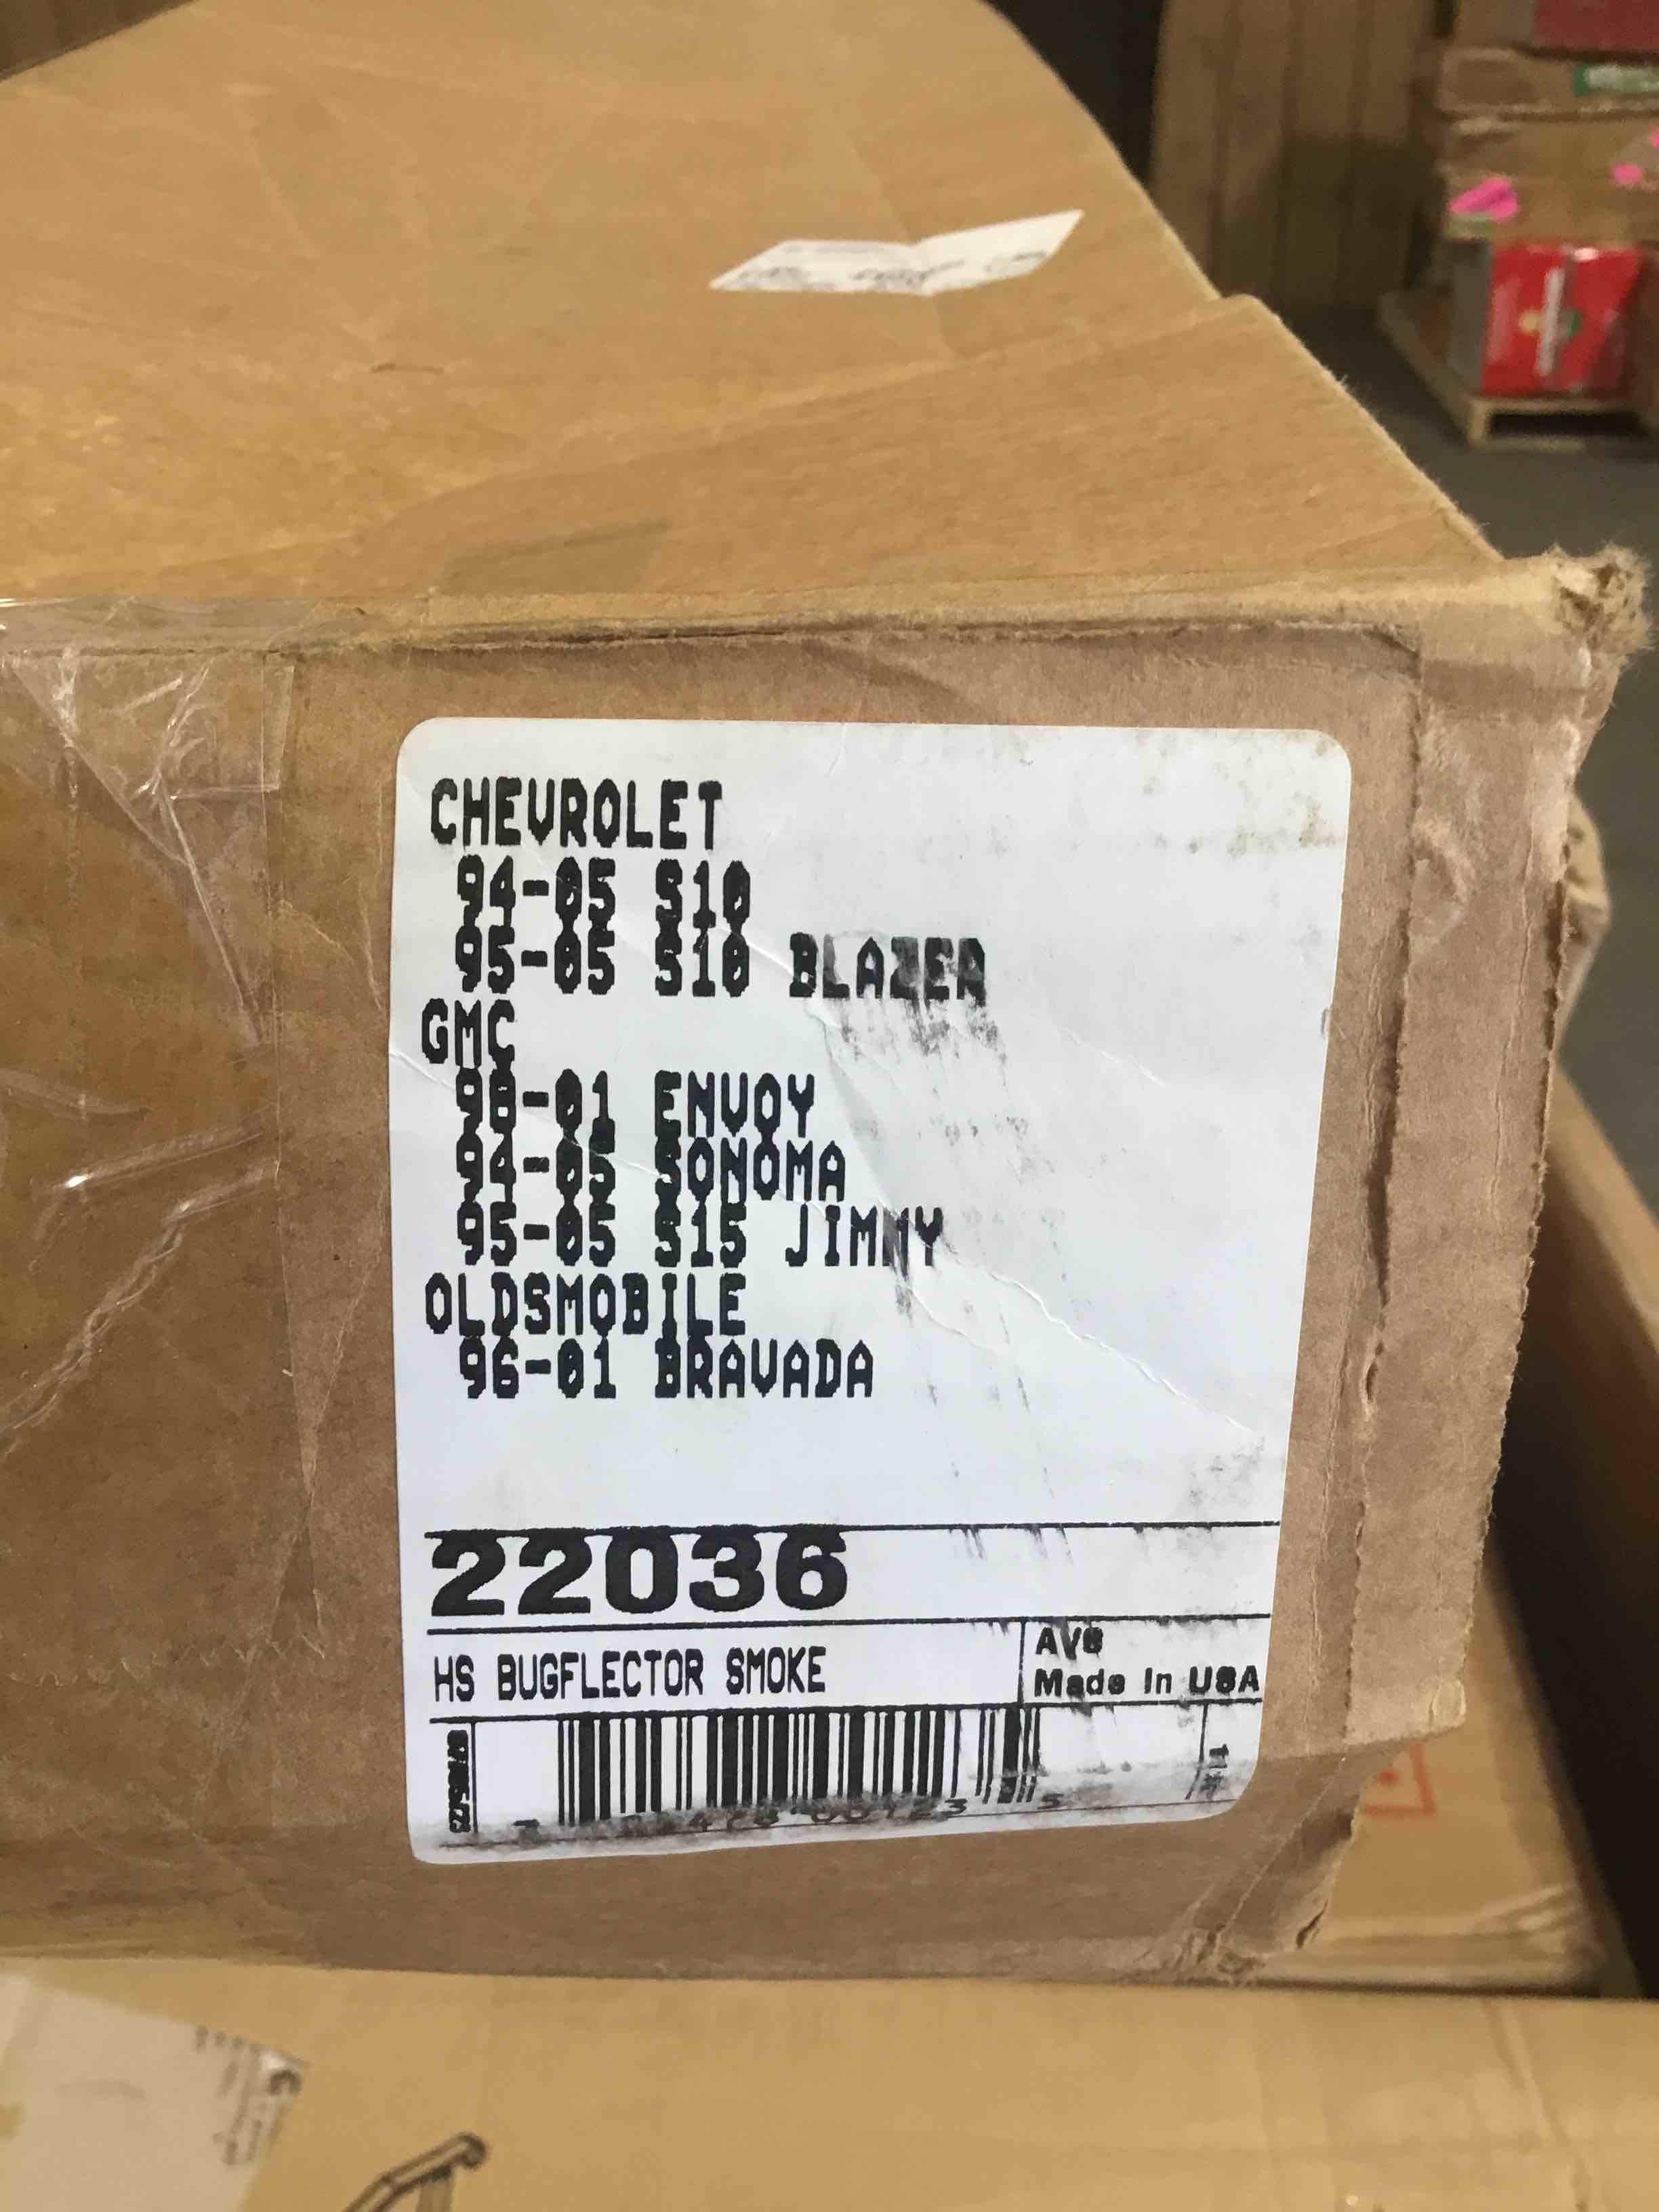 CHEVROLET
94-05 S10
95-05 S10 BLAZER
GMC
98-01 ENVOY
94-05 SONOMA
95-05 S15 JIMMY
OLDSMOBILE
96-01 BRAVADA
22036
HS BUGFLECTOR SMOKE
AVS
Made In USA